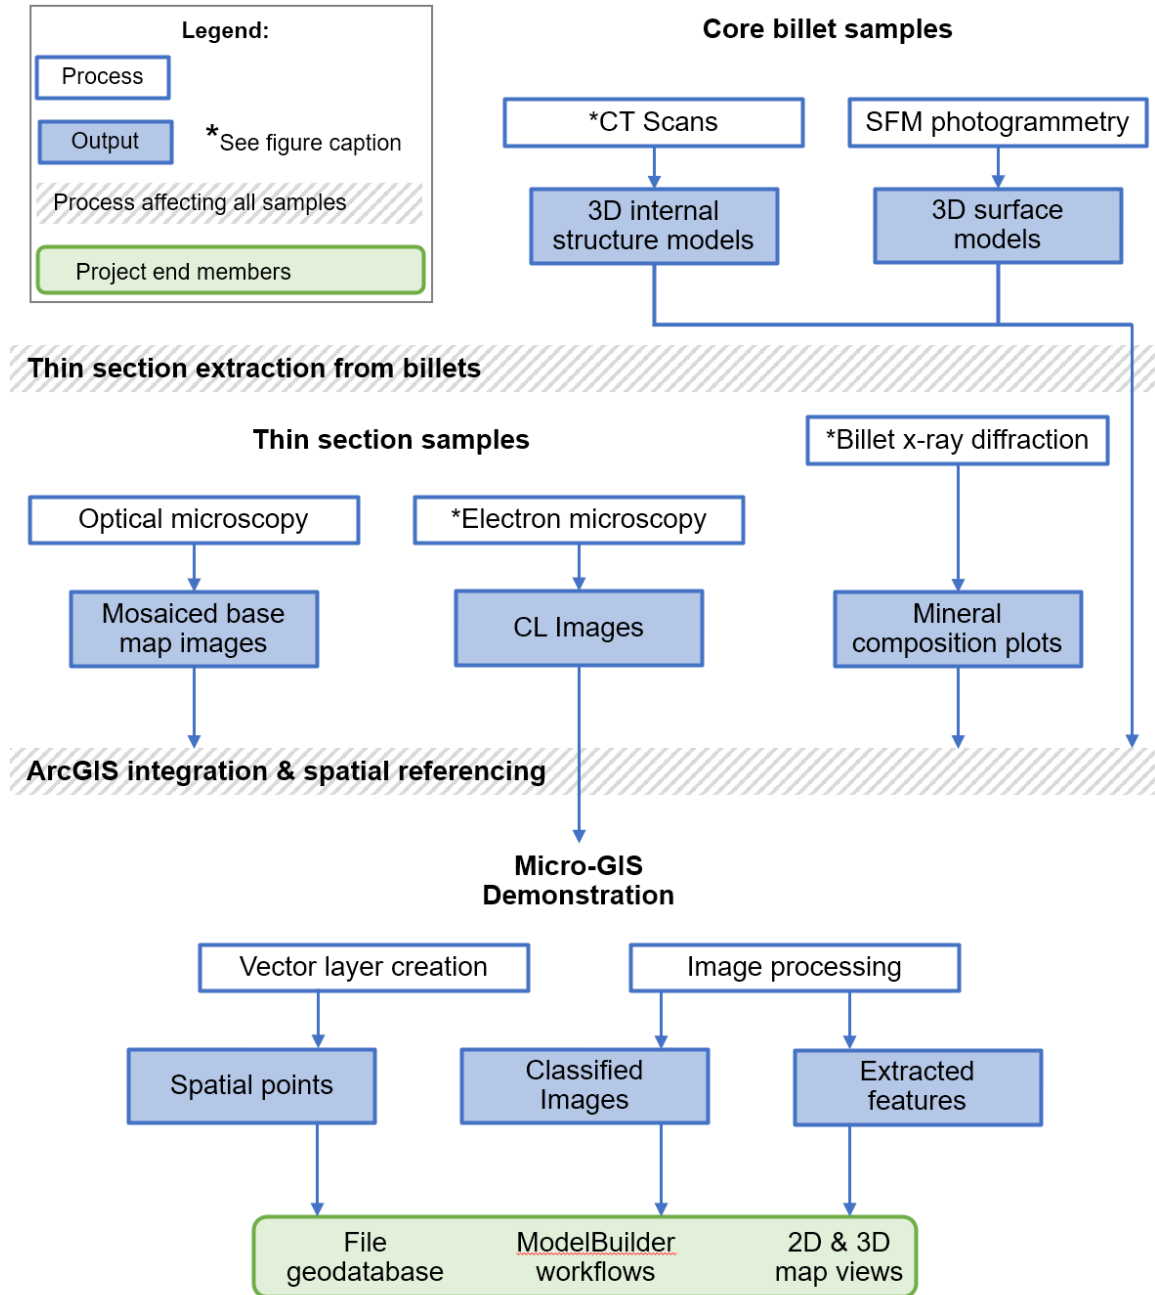 Legend:
Process
Output
*See figure caption
Process affecting all samples
Project end members
Core billet samples
*CT Scans
SFM photogrammetry
3D internal
structure models
3D surface
models
Thin section extraction from billets
Thin section samples
*Billet x-ray diffraction
Optical microscopy
*Electron microscopy
Mosaiced base
map images
CL Images
Mineral
composition plots
ArcGIS integration & spatial referencing
Micro-GIS
Demonstration
Vector layer creation
Image processing
Spatial points
Classified
Images
Extracted
features
File
geodatabase
ModelBuilder
workflows
2D & 3D
map views